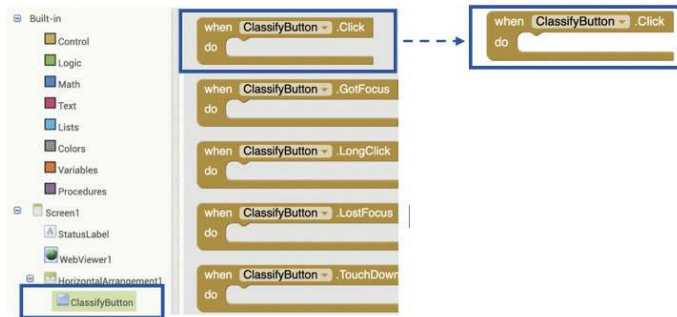 Built-in
Control
Logic
Math
Text
Lists
Colors
Variables
Procedures
Screen1
StatusLabel
WebViewer1
HorizontalArrangement1
ClassifyButton
when ClassifyButton .Click
do
when ClassifyButton .GotFocus
do
when ClassifyButton .LongClick
do
when ClassifyButton .LostFocus
do
when ClassifyButton .TouchDown
do
when ClassifyButton .Click
do